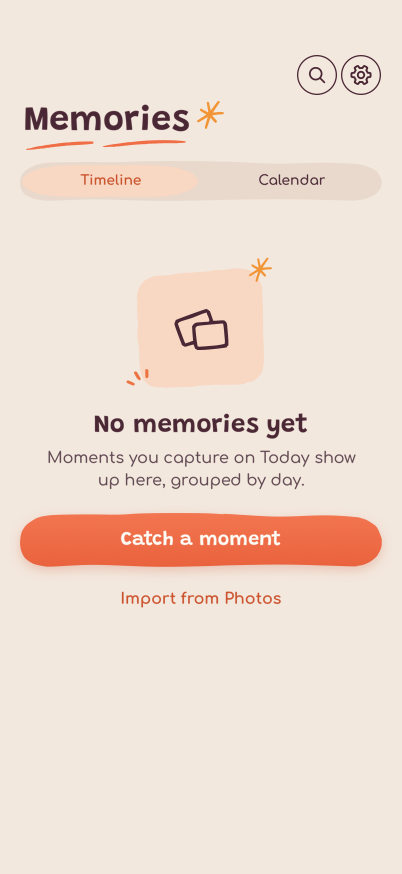 Memories
Timeline
Calendar
No memories yet
Moments you capture on Today show
up here, grouped by day.
Catch a moment
Import from Photos